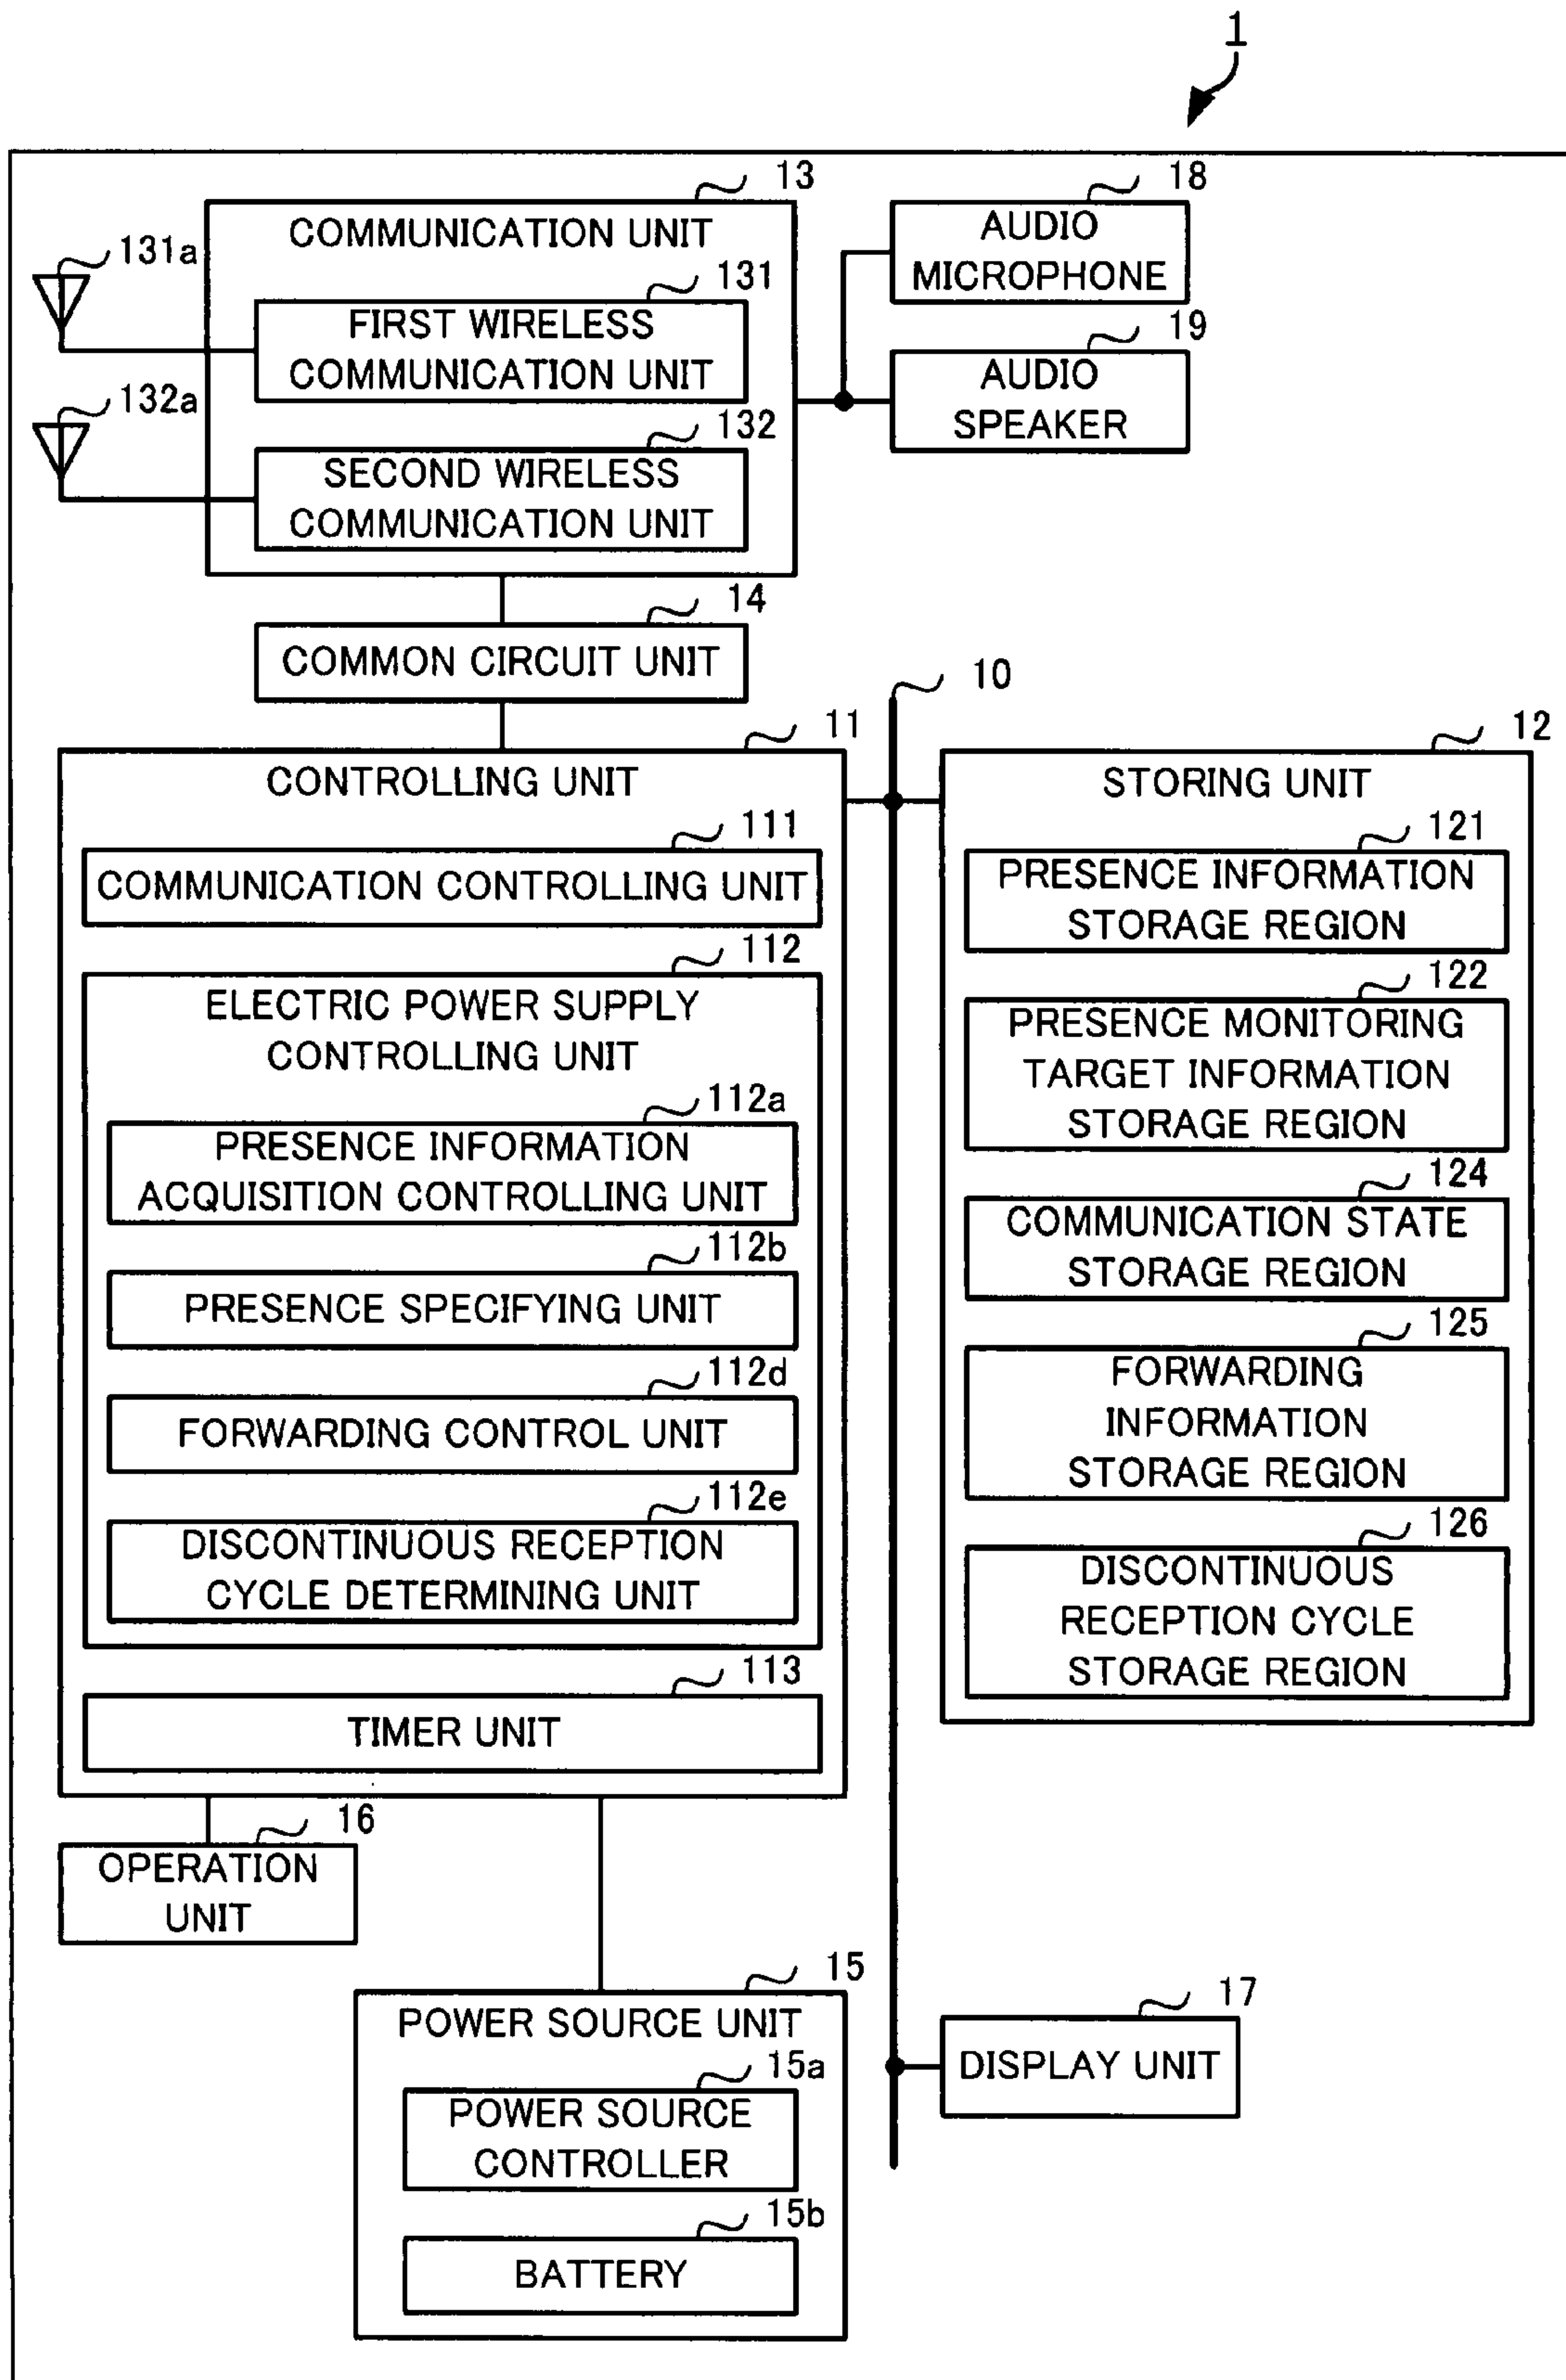 1
13
COMMUNICATION UNIT
131a
131
FIRST WIRELESS
COMMUNICATION UNIT
132a
132
SECOND WIRELESS
COMMUNICATION UNIT
18
AUDIO
MICROPHONE
19
AUDIO
SPEAKER
14
COMMON CIRCUIT UNIT
10
11
CONTROLLING UNIT
111
COMMUNICATION CONTROLLING UNIT
112
ELECTRIC POWER SUPPLY
CONTROLLING UNIT
112a
PRESENCE INFORMATION
ACQUISITION CONTROLLING UNIT
112b
PRESENCE SPECIFYING UNIT
112d
FORWARDING CONTROL UNIT
112e
DISCONTINUOUS RECEPTION
CYCLE DETERMINING UNIT
113
TIMER UNIT
12
STORING UNIT
121
PRESENCE INFORMATION
STORAGE REGION
122
PRESENCE MONITORING
TARGET INFORMATION
STORAGE REGION
124
COMMUNICATION STATE
STORAGE REGION
125
FORWARDING
INFORMATION
STORAGE REGION
126
DISCONTINUOUS
RECEPTION CYCLE
STORAGE REGION
16
OPERATION
UNIT
15
POWER SOURCE UNIT
15a
POWER SOURCE
CONTROLLER
15b
BATTERY
17
DISPLAY UNIT